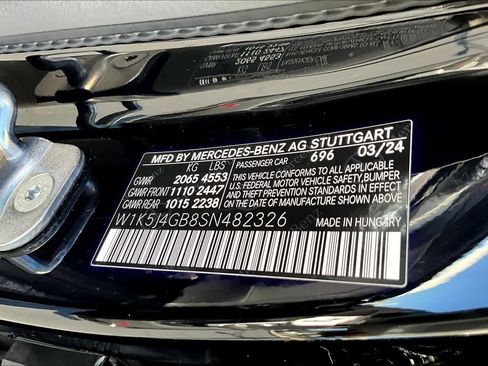 MFD BY MERCEDES-BENZ AG STUTTGART
KG LBS PASSENGER CAR 696 03/24
GVWR 2065 4553 THIS VEHICLE CONFORMS TO ALL APPLICABLE
GAWR FRONT 1110 2447 U.S. FEDERAL MOTOR VEHICLE SAFETY,BUMPER
AND THEFT PREVENTION STANDARDS IN EFFECT
GAWR REAR 1015 2238 ON THE DATE OF MANUFACTURE SHOWN ABOVE
W1K5J4GB8SN482326 MADE IN HUNGARY